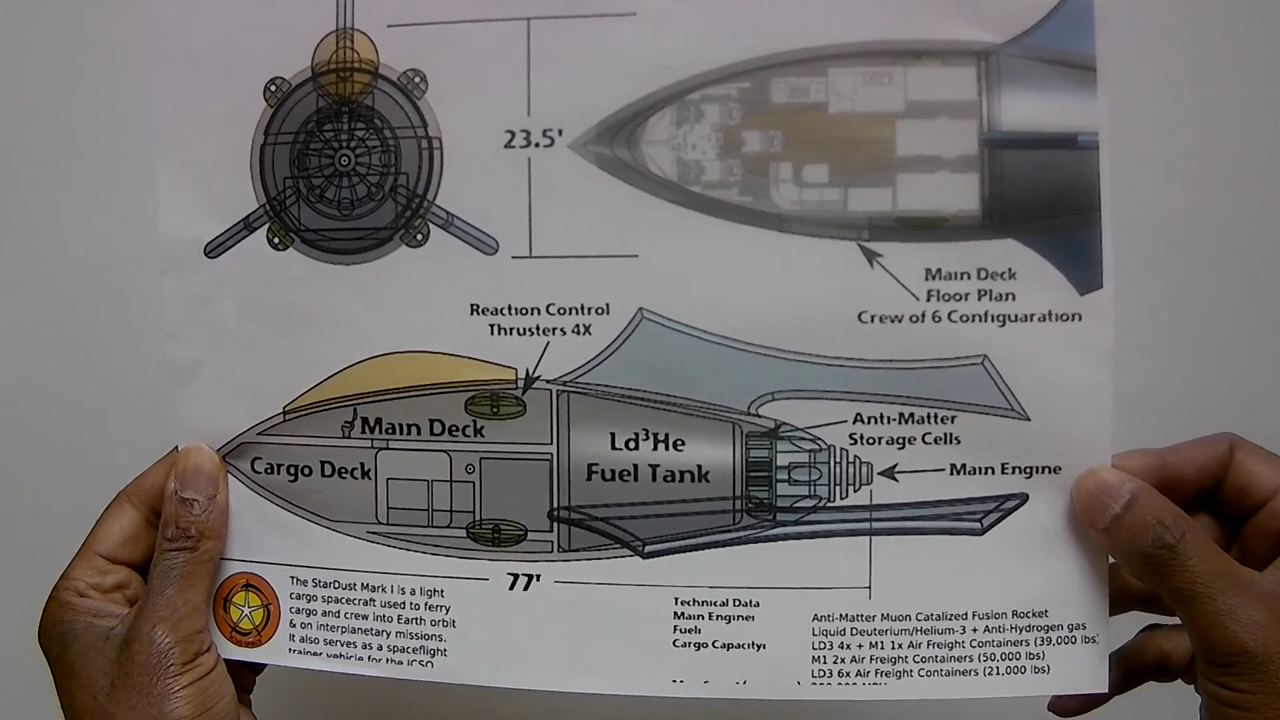 23.5'
Main Deck
Floor Plan
Crew of 6 Configuaration
Reaction Control
Thrusters 4X
Main Deck
Cargo Deck
Ld³He
Fuel Tank
Anti-Matter
Storage Cells
Main Engine
77'
The StarDust Mark I is a light
cargo spacecraft used to ferry
cargo and crew into Earth orbit
& on interplanetary missions.
It also serves as a spaceflight
trainer vehicle for the ICSO
Technical Data
Main Engine:
Fuel:
Cargo Capacity:
Anti-Matter Muon Catalized Fusion Rocket
Liquid Deuterium/Helium-3 + Anti-Hydrogen gas
LD3 4x + M1 1x Air Freight Containers (39,000 lbs)
M1 2x Air Freight Containers (50,000 lbs)
LD3 6x Air Freight Containers (21,000 lbs)